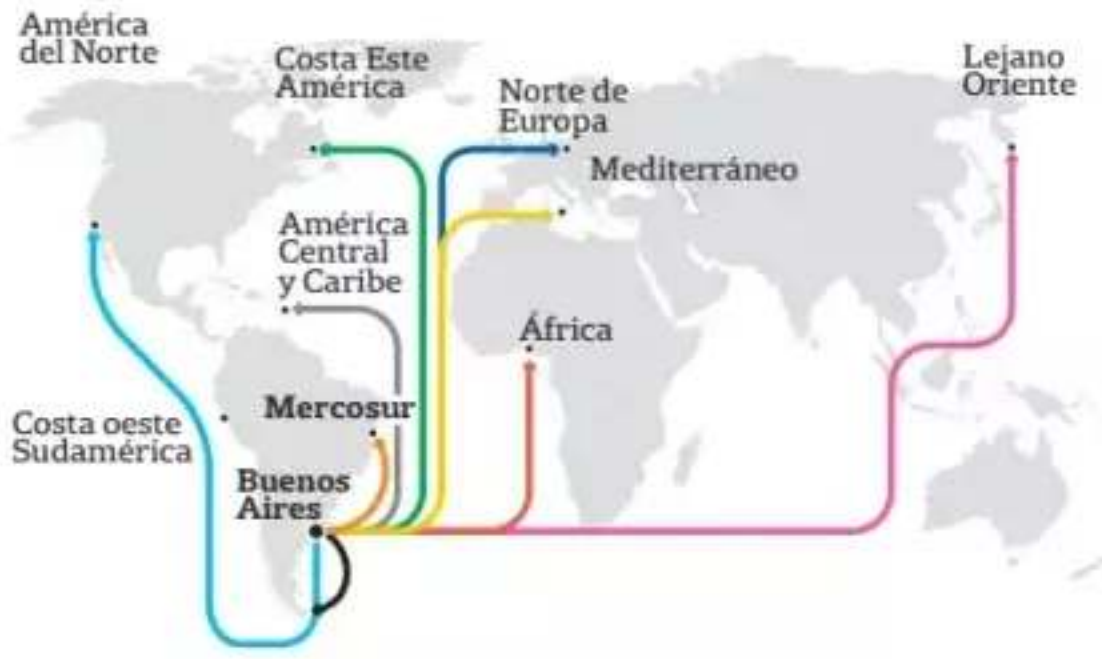 América
del Norte
Costa Este
América
Norte de
Europa
Lejano
Oriente
Mediterráneo
América
Central
y Caribe
África
Mercosur
Costa oeste
Sudamérica
Buenos
Aires